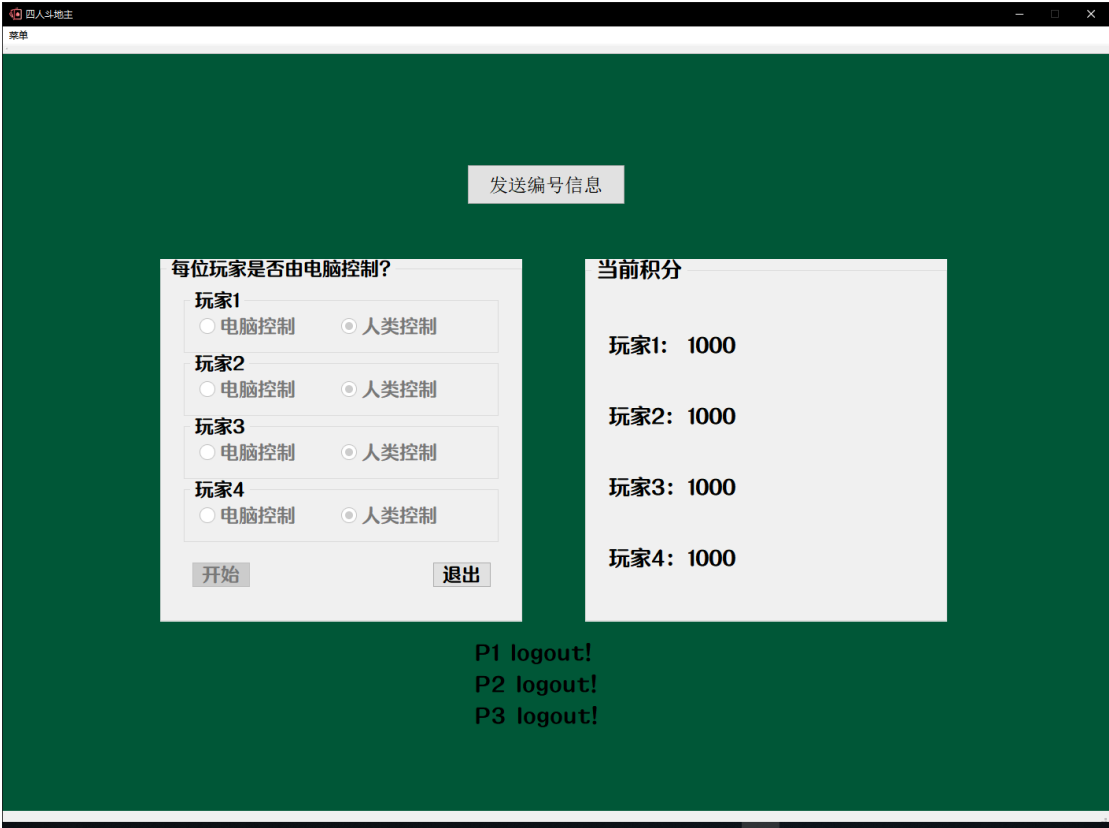 四人斗地主
菜单
发送编号信息
每位玩家是否由电脑控制?
玩家1
电脑控制 人类控制
玩家2
电脑控制 人类控制
玩家3
电脑控制 人类控制
玩家4
电脑控制 人类控制
开始 退出
当前积分
玩家1: 1000
玩家2: 1000
玩家3: 1000
玩家4: 1000
P1 logout!
P2 logout!
P3 logout!